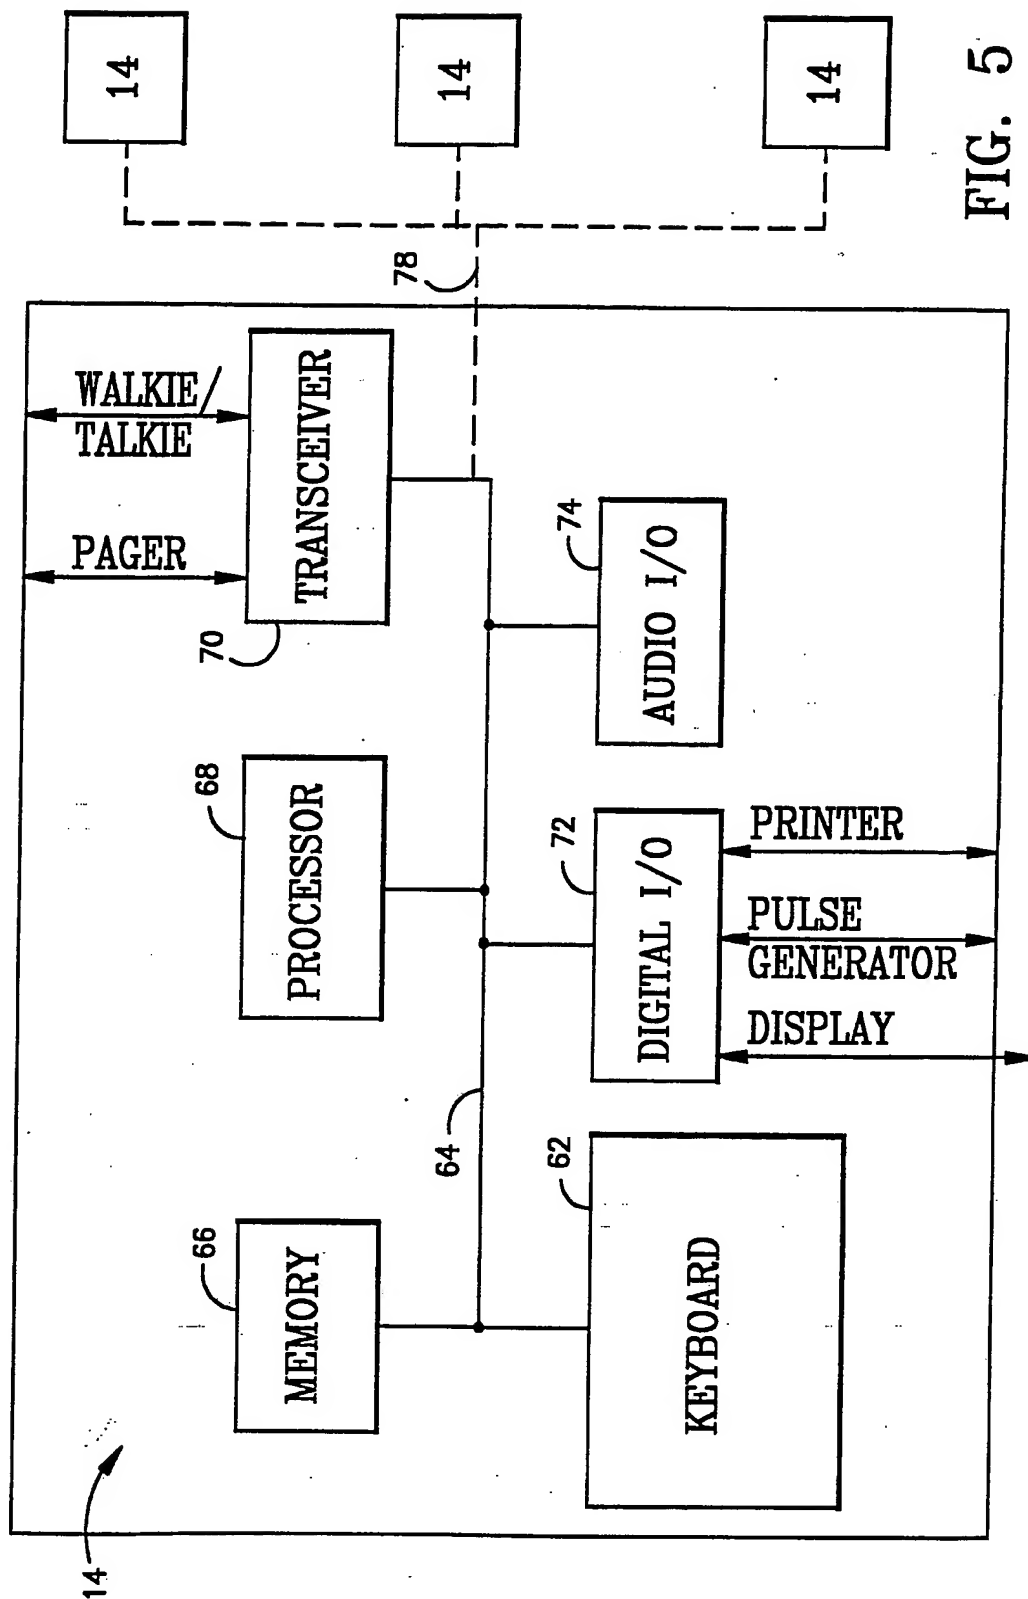 14
66
MEMORY
68
PROCESSOR
70
TRANSCEIVER
PAGER
WALKIE/
TALKIE
64
78
14
14
14
62
KEYBOARD
72
DIGITAL I/O
74
AUDIO I/O
DISPLAY
PULSE
GENERATOR
PRINTER
FIG. 5